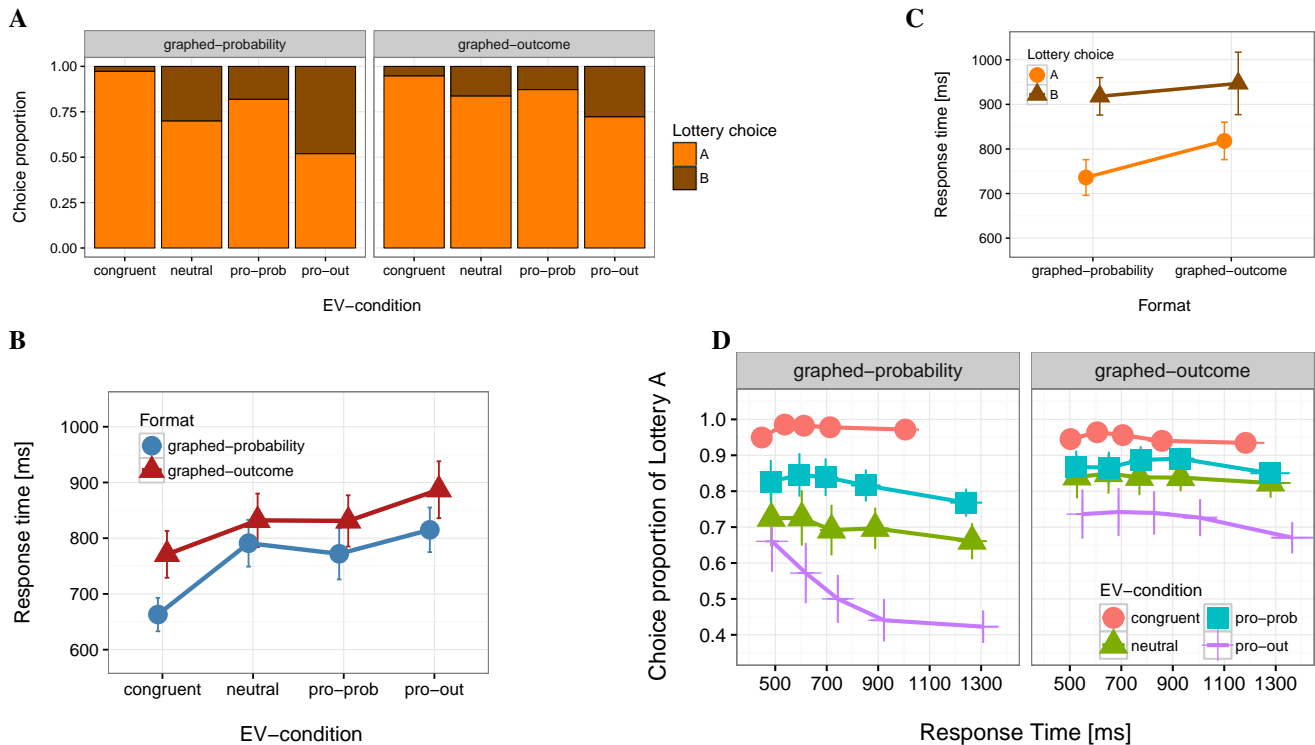 A
graphed−probability
graphed−outcome
Choice proportion
1.00
0.75
0.50
0.25
0.00
congruent
neutral
pro−prob
pro−out
congruent
neutral
pro−prob
pro−out
EV−condition
Lottery choice
A
B
C
Response time [ms]
1000
900
800
700
600
Lottery choice
A
B
graphed−probability
graphed−outcome
Format
B
Response time [ms]
1000
900
800
700
600
Format
graphed−probability
graphed−outcome
congruent
neutral
pro−prob
pro−out
EV−condition
D
graphed−probability
graphed−outcome
Choice proportion of Lottery A
1.0
0.9
0.8
0.7
0.6
0.5
0.4
EV−condition
congruent
pro−prob
neutral
pro−out
500
700
900
1100
1300
500
700
900
1100
1300
Response Time [ms]